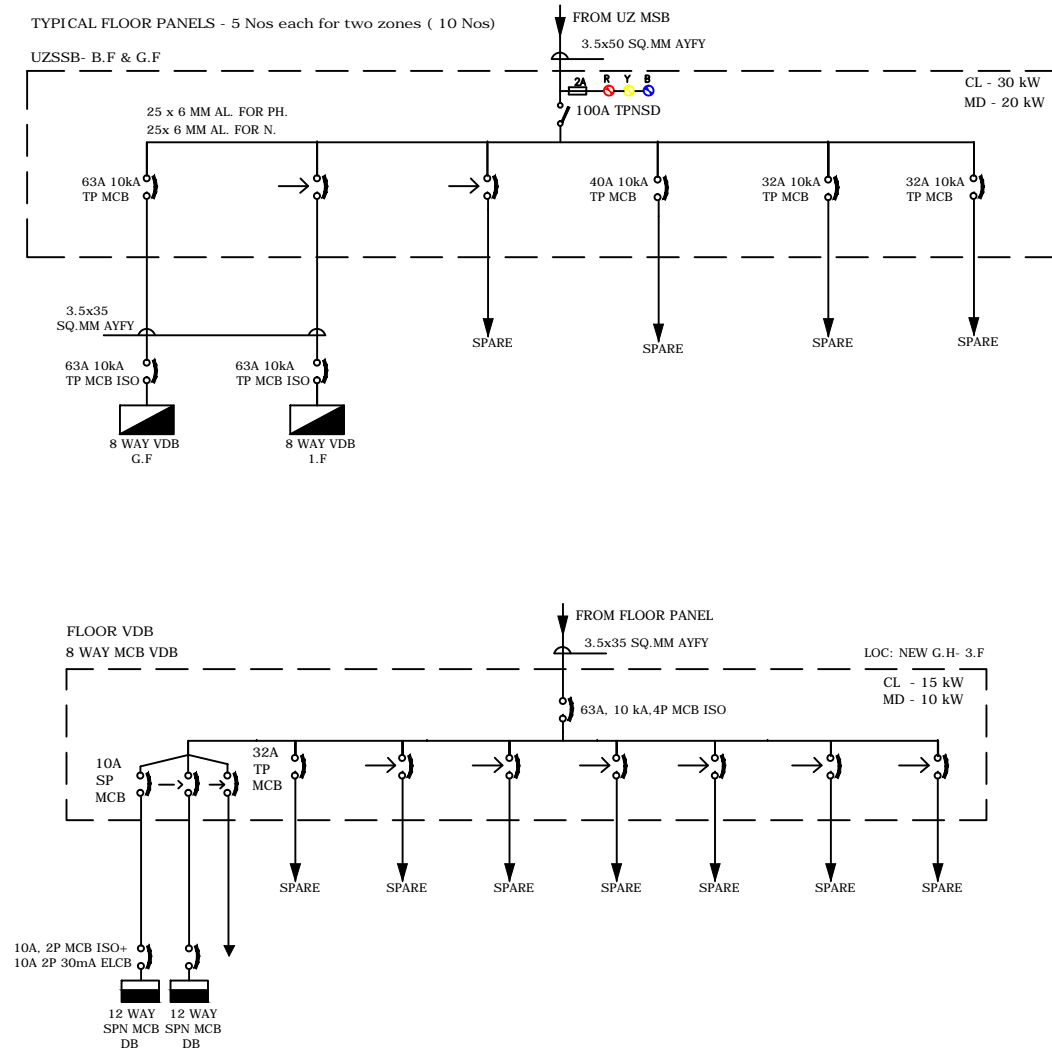 TYPICAL FLOOR PANELS - 5 Nos each for two zones ( 10 Nos)
FROM UZ MSB
3.5x50 SQ.MM AYFY
UZSSB- B.F & G.F
CL - 30 kW
MD - 20 kW
2A R Y B
100A TPNSD
25 x 6 MM AL. FOR PH.
25x 6 MM AL. FOR N.
63A 10kA
TP MCB
40A 10kA
TP MCB
32A 10kA
TP MCB
32A 10kA
TP MCB
3.5x35
SQ.MM AYFY
SPARE
SPARE
SPARE
SPARE
63A 10kA
TP MCB ISO
63A 10kA
TP MCB ISO
8 WAY VDB
G.F
8 WAY VDB
1.F
FROM FLOOR PANEL
3.5x35 SQ.MM AYFY
FLOOR VDB
8 WAY MCB VDB
LOC: NEW G.H- 3.F
CL - 15 kW
MD - 10 kW
63A, 10 kA,4P MCB ISO
10A
SP
MCB
32A
TP
MCB
SPARE
SPARE
SPARE
SPARE
SPARE
SPARE
SPARE
10A, 2P MCB ISO+
10A 2P 30mA ELCB
12 WAY
SPN MCB
DB
12 WAY
SPN MCB
DB